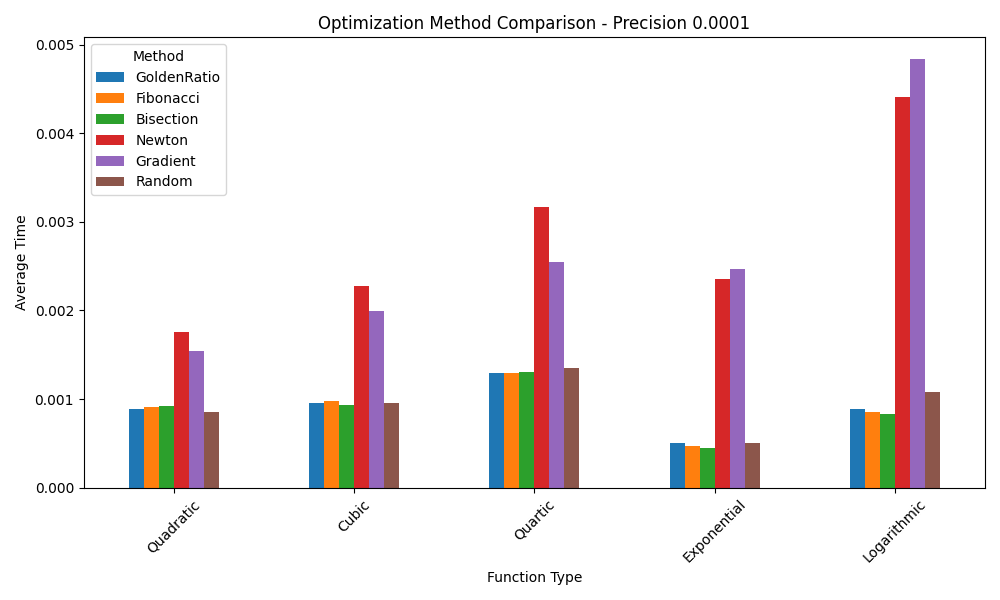 Optimization Method Comparison - Precision 0.0001
Average Time
0.005
0.004
0.003
0.002
0.001
0.000
Method
GoldenRatio
Fibonacci
Bisection
Newton
Gradient
Random
Quadratic
Cubic
Quartic
Exponential
Logarithmic
Function Type